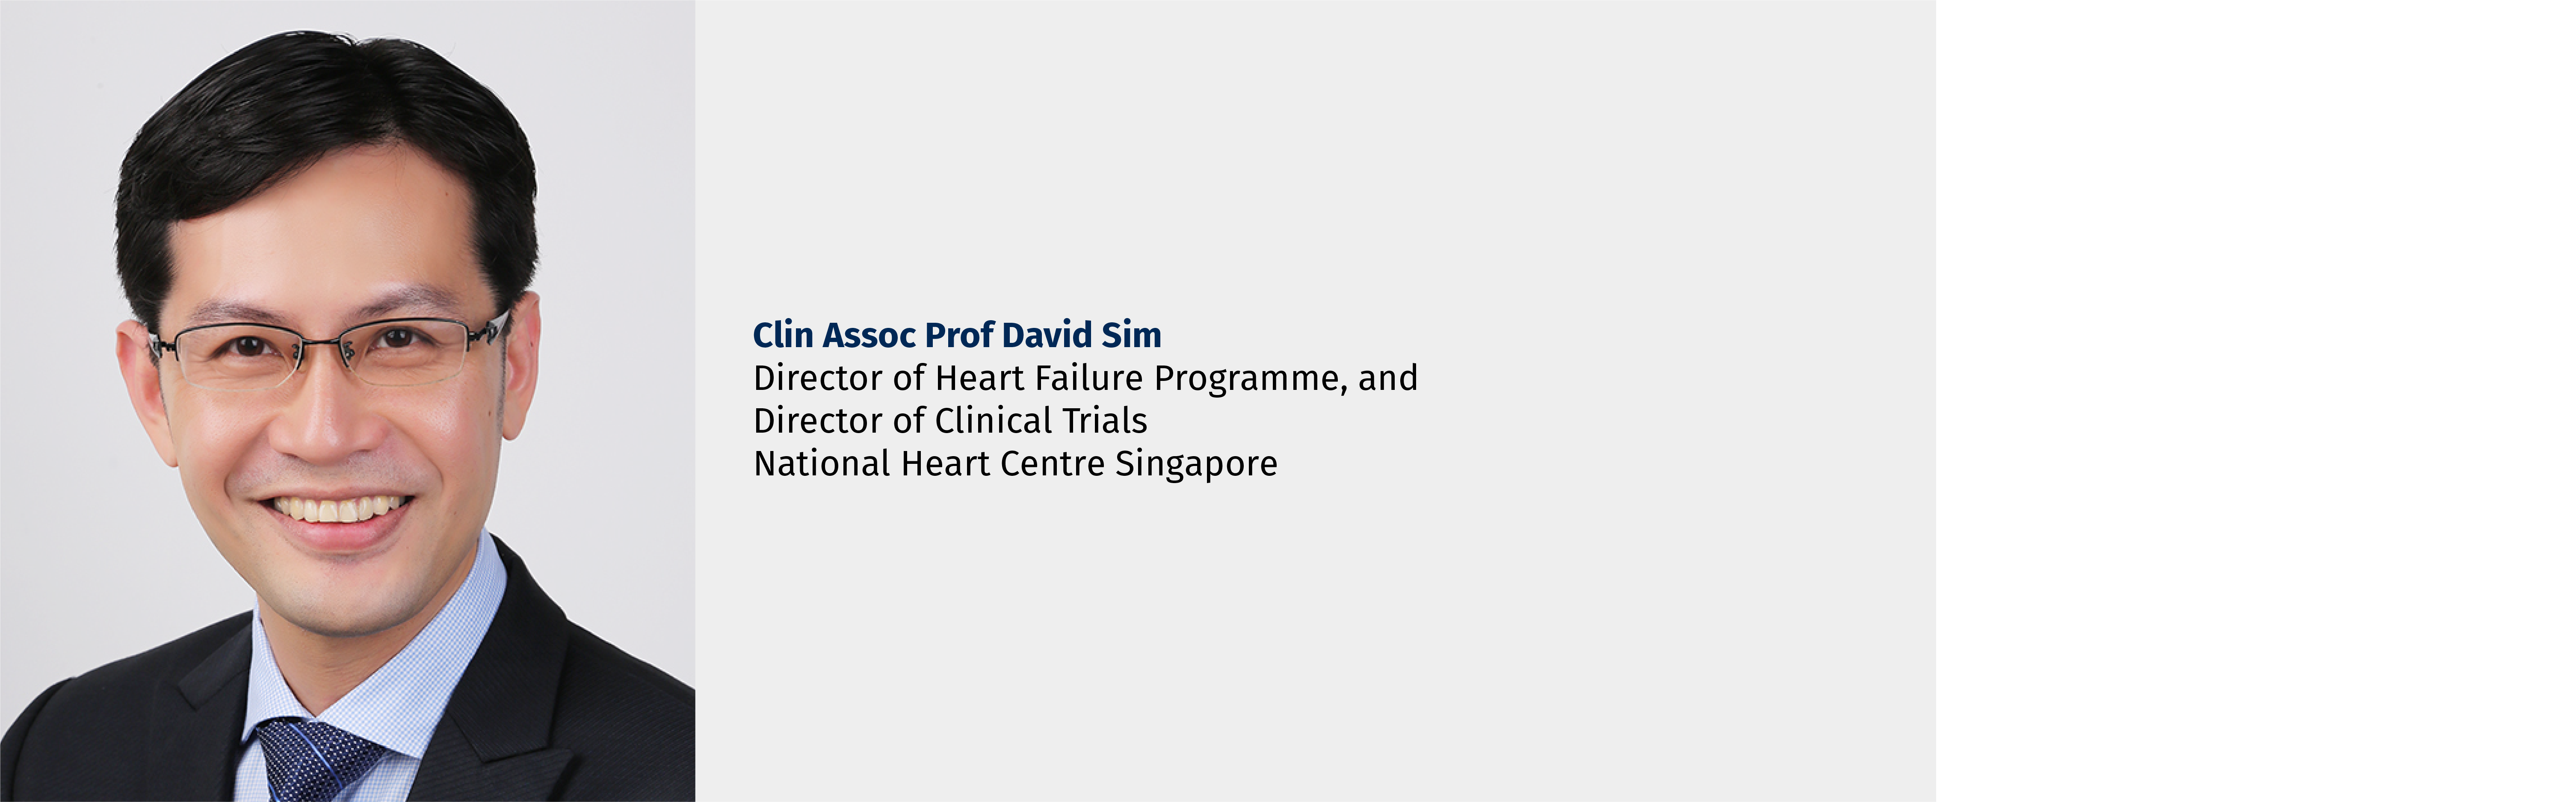 Clin Assoc Prof David Sim
Director of Heart Failure Programme, and
Director of Clinical Trials
National Heart Centre Singapore